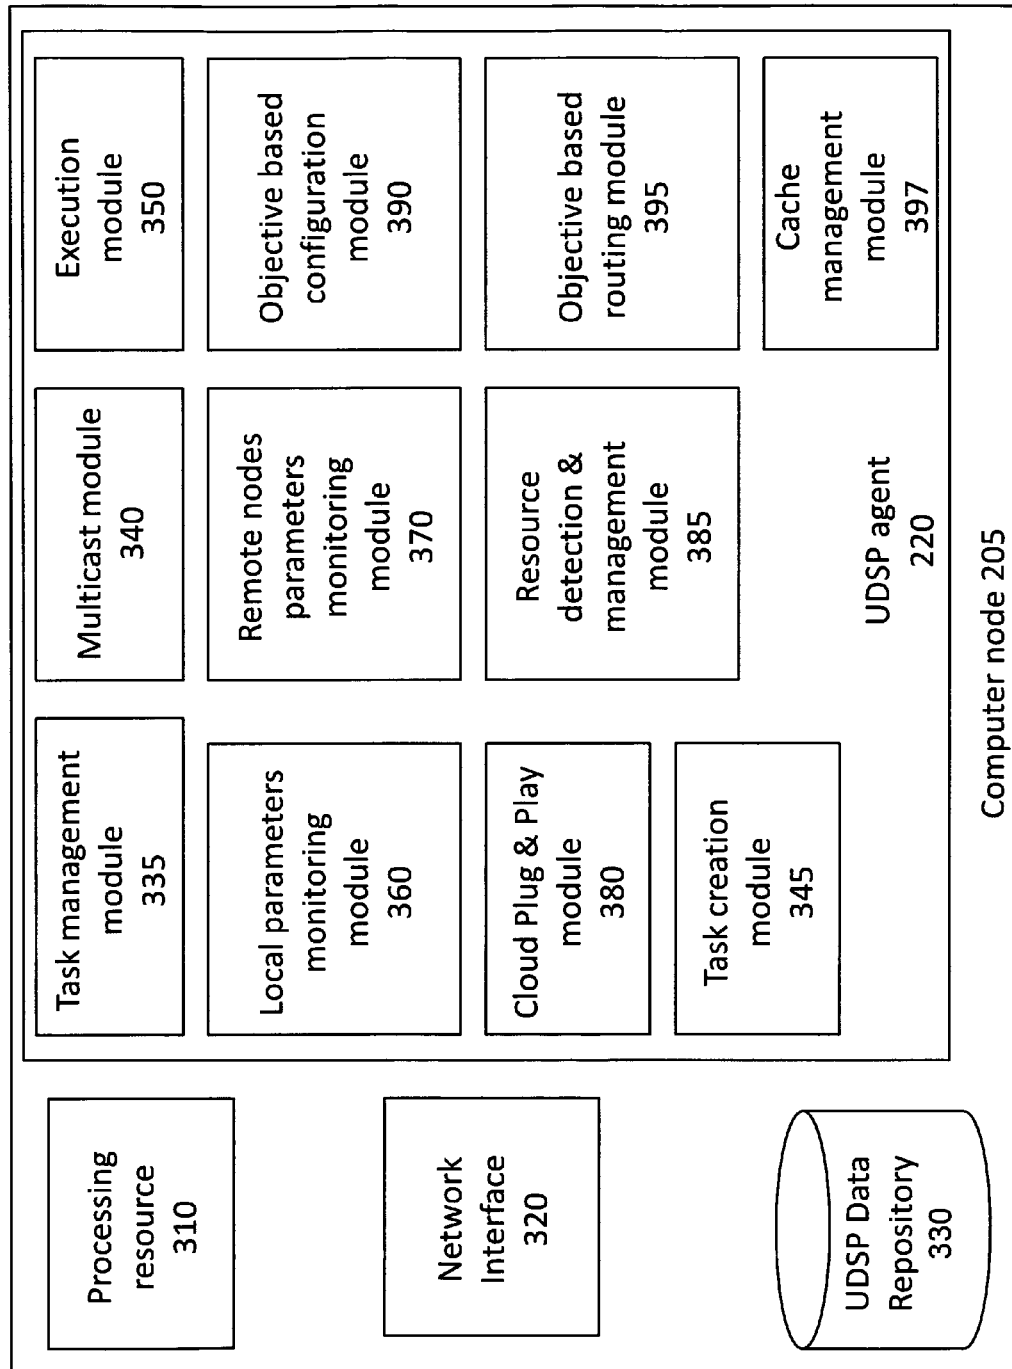 Processing
resource
310
Task management
module
335
Multicast module
340
Execution
module
350
Local parameters
monitoring
module
360
Remote nodes
parameters
monitoring
module
370
Objective based
configuration
module
390
Network
Interface
320
Cloud Plug & Play
module
380
Resource
detection &
management
module
385
Objective based
routing module
395
Task creation
module
345
Cache
management
module
397
UDSP Data
Repository
330
UDSP agent
220
Computer node 205